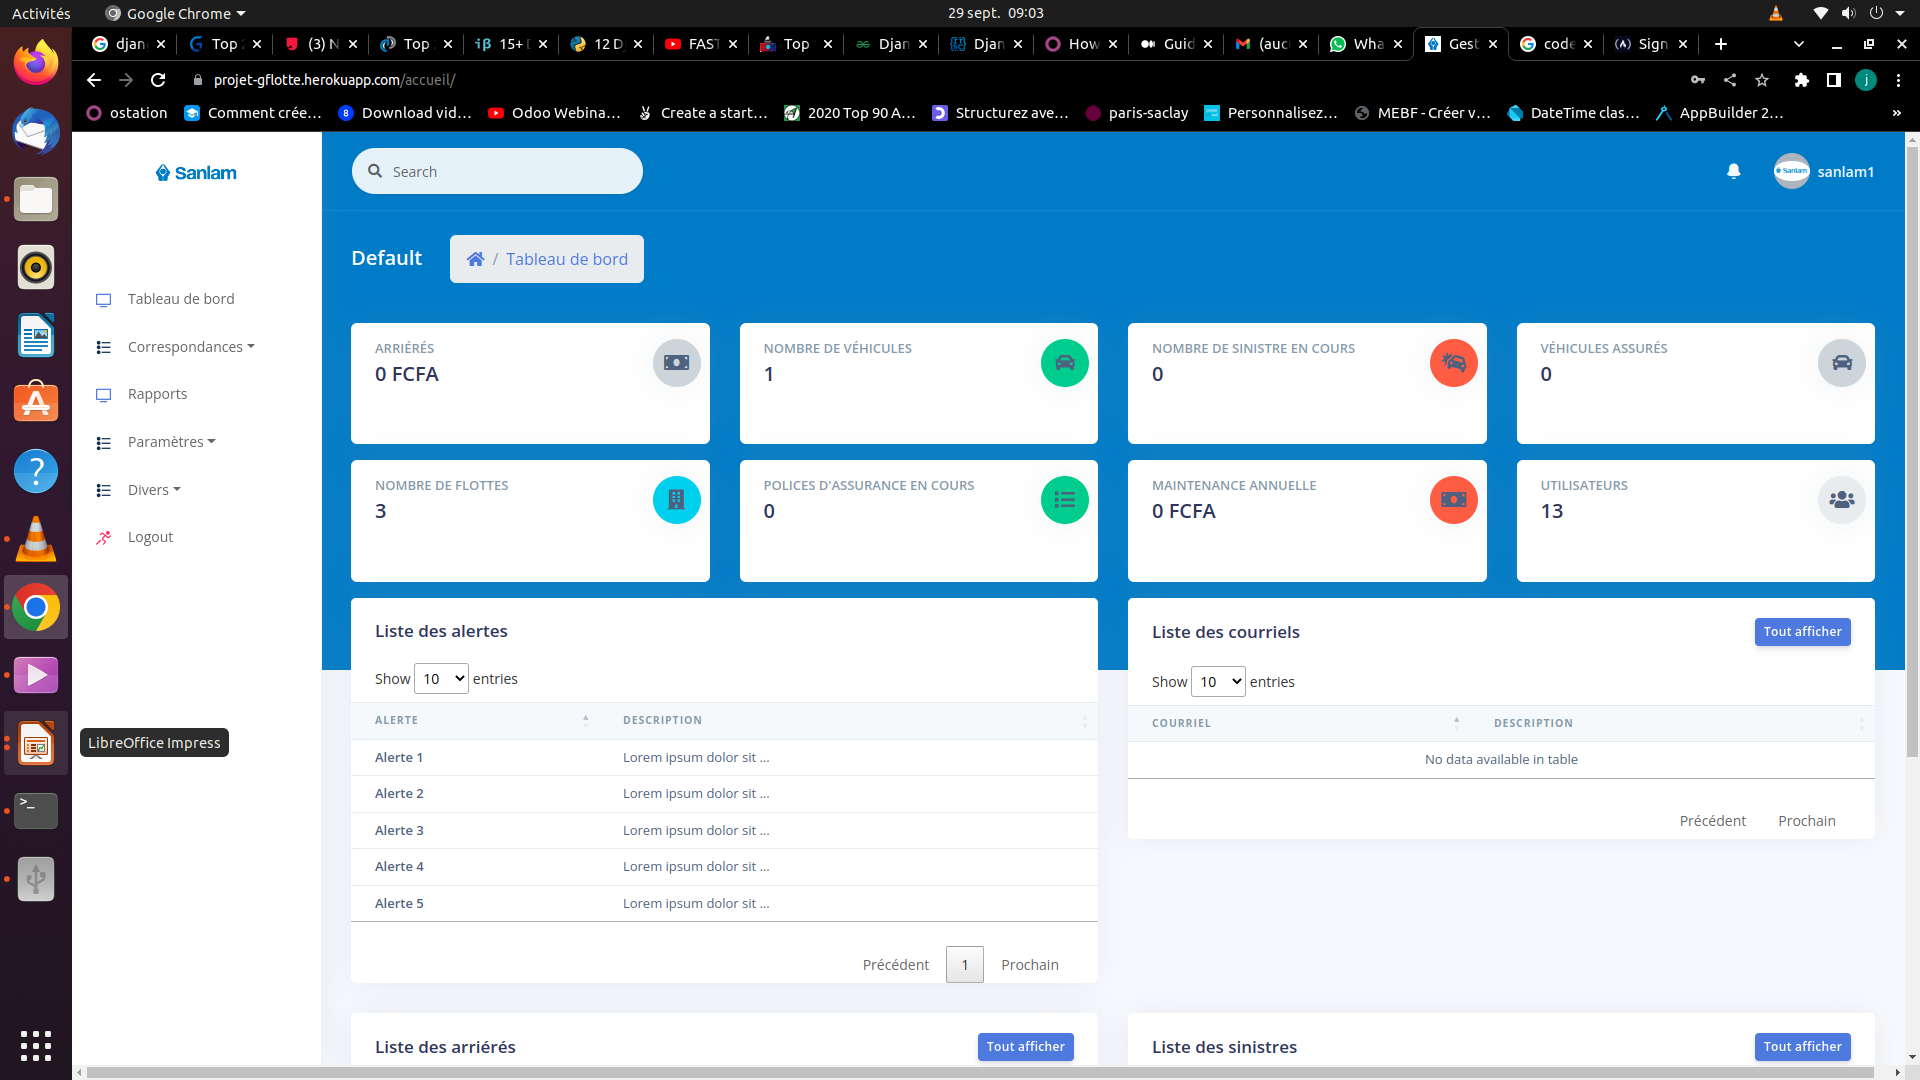 Activités
Google Chrome
29 sept. 09:03
djan
Top 2
(3) N
Top
15+ D
12 D
FAST
Top
Djan
Djan
How
Guid
(auc
Wha
Gest
code
Sign
projet-gflotte.herokuapp.com/accueil/
j
ostation
Comment crée...
Download vid...
Odoo Webina...
Create a start...
2020 Top 90 A...
Structurez ave...
paris-saclay
Personnalisez...
MEBF - Créer v...
DateTime clas...
AppBuilder 2...
»
Sanlam
Search
Sanlam
sanlam1
Default
/ Tableau de bord
Tableau de bord
Correspondances
Rapports
Paramètres
Divers
Logout
ARRIÉRÉS
0 FCFA
NOMBRE DE VÉHICULES
1
NOMBRE DE SINISTRE EN COURS
0
VÉHICULES ASSURÉS
0
NOMBRE DE FLOTTES
3
POLICES D'ASSURANCE EN COURS
0
MAINTENANCE ANNUELLE
0 FCFA
UTILISATEURS
13
Liste des alertes
Show 10 entries
ALERTE DESCRIPTION
Alerte 1 Lorem ipsum dolor sit ...
Alerte 2 Lorem ipsum dolor sit ...
Alerte 3 Lorem ipsum dolor sit ...
Alerte 4 Lorem ipsum dolor sit ...
Alerte 5 Lorem ipsum dolor sit ...
Précédent 1 Prochain
Liste des courriels
Tout afficher
Show 10 entries
COURRIEL DESCRIPTION
No data available in table
Précédent Prochain
LibreOffice Impress
Liste des arriérés
Tout afficher
Liste des sinistres
Tout afficher